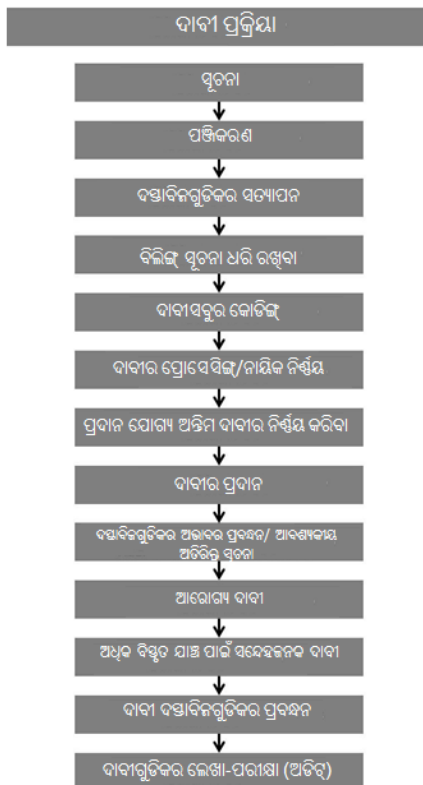 ଦାବୀ ପ୍ରକ୍ରିୟା
ସୂଚନା
ପଞ୍ଜିକରଣ
ଦସ୍ତାବିଜଗୁଡିକର ସତ୍ୟାପନ
ବିଲିଙ୍ଗ୍ ସୂଚନା ଧରି ରଖିବା
ଦାବୀସବୁର କୋଡିଙ୍ଗ୍
ଦାବୀର ପ୍ରୋସେସିଙ୍ଗ୍/ନାୟିକ ନିର୍ଣ୍ଣୟ
ପ୍ରଦାନ ଯୋଗ୍ୟ ଅନ୍ତିମ ଦାବୀର ନିର୍ଣ୍ଣୟ କରିବା
ଦାବୀର ପ୍ରଦାନ
ଦସ୍ତାବିଜଗୁଡିକର ଅଭାବର ପ୍ରବନ୍ଧନ/ ଆବଶ୍ୟକୀୟ
ଅତିରିକ୍ତ ସୂଚନା
ଆରୋଗ୍ୟ ଦାବୀ
ଅଧିକ ବିସ୍ତୃତ ଯାଞ୍ଚ ପାଇଁ ସନ୍ଦେହଜନକ ଦାବୀ
ଦାବୀ ଦସ୍ତାବିଜଗୁଡିକର ପ୍ରବନ୍ଧନ
ଦାବୀଗୁଡିକର ଲେଖା-ପରୀକ୍ଷା (ଅଡିଟ୍)